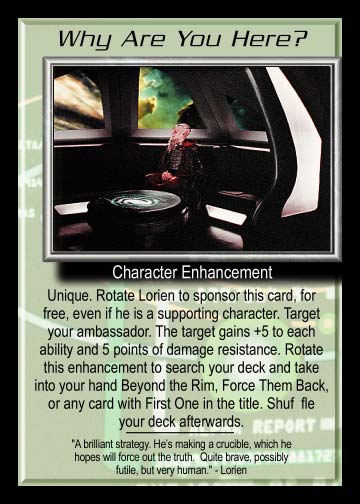 Why Are You Here?
Character Enhancement
Unique. Rotate Lorien to sponsor this card, for
free, even if he is a supporting character. Target
your ambassador. The target gains +5 to each
ability and 5 points of damage resistance. Rotate
this enhancement to search your deck and take
into your hand Beyond the Rim, Force Them Back,
or any card with First One in the title. Shuf fle
your deck afterwards.
"A brilliant strategy. He's making a crucible, which he
hopes will force out the truth. Quite brave, possibly
futile, but very human." - Lorien
REPORT